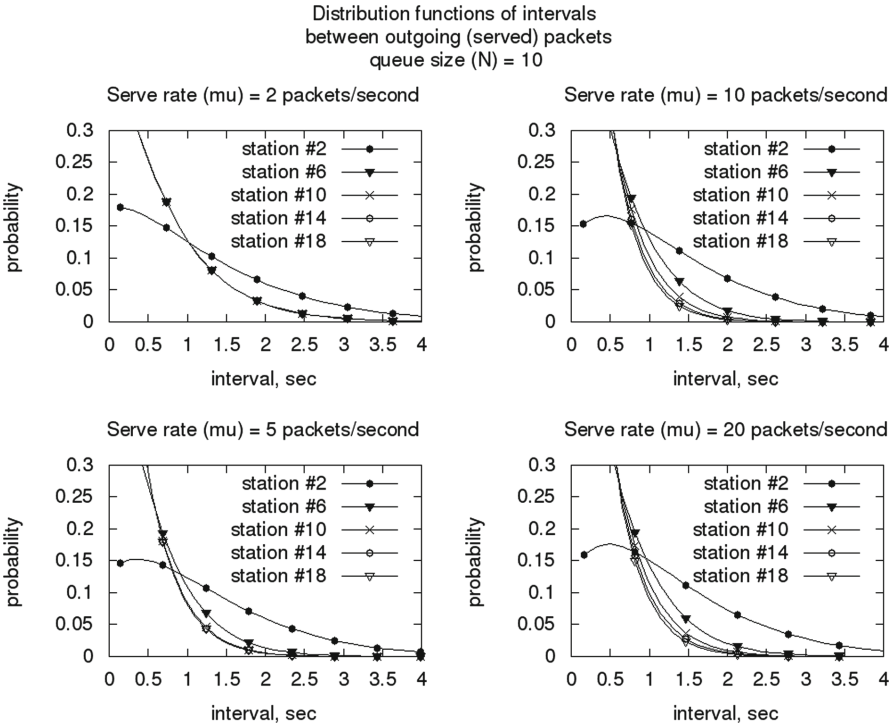 Distribution functions of intervals
between outgoing (served) packets
queue size (N) = 10
Serve rate (mu) = 2 packets/second
0.3
0.25
0.2
0.15
0.1
0.05
0
probability
station #2
station #6
station #10
station #14
station #18
0 0.5 1 1.5 2 2.5 3 3.5 4
interval, sec
Serve rate (mu) = 10 packets/second
0.3
0.25
0.2
0.15
0.1
0.05
0
probability
station #2
station #6
station #10
station #14
station #18
0 0.5 1 1.5 2 2.5 3 3.5 4
interval, sec
Serve rate (mu) = 5 packets/second
0.3
0.25
0.2
0.15
0.1
0.05
0
probability
station #2
station #6
station #10
station #14
station #18
0 0.5 1 1.5 2 2.5 3 3.5 4
interval, sec
Serve rate (mu) = 20 packets/second
0.3
0.25
0.2
0.15
0.1
0.05
0
probability
station #2
station #6
station #10
station #14
station #18
0 0.5 1 1.5 2 2.5 3 3.5 4
interval, sec